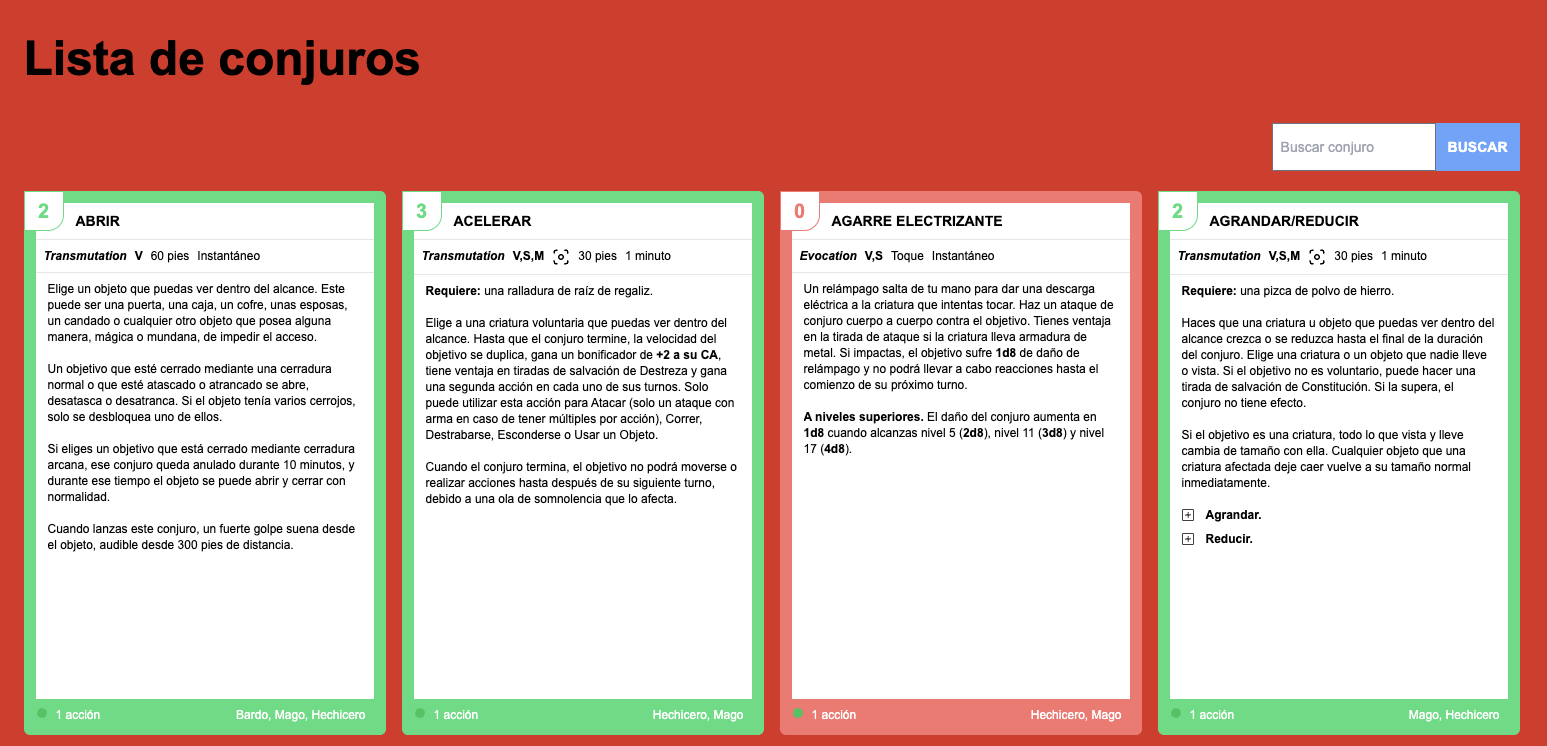 Lista de conjuros
Buscar conjuro
BUSCAR
2
ABRIR
Transmutation V 60 pies Instantáneo
Elige un objeto que puedas ver dentro del alcance. Este
puede ser una puerta, una caja, un cofre, unas esposas,
un candado o cualquier otro objeto que posea alguna
manera, mágica o mundana, de impedir el acceso.
Un objetivo que esté cerrado mediante una cerradura
normal o que esté atascado o atrancado se abre,
desatasca o desatranca. Si el objeto tenía varios cerrojos,
solo se desbloquea uno de ellos.
Si eliges un objetivo que está cerrado mediante cerradura
arcana, ese conjuro queda anulado durante 10 minutos, y
durante ese tiempo el objeto se puede abrir y cerrar con
normalidad.
Cuando lanzas este conjuro, un fuerte golpe suena desde
el objeto, audible desde 300 pies de distancia.
1 acción
Bardo, Mago, Hechicero
3
ACELERAR
Transmutation V,S,M 30 pies 1 minuto
Requiere: una ralladura de raíz de regaliz.
Elige a una criatura voluntaria que puedas ver dentro del
alcance. Hasta que el conjuro termine, la velocidad del
objetivo se duplica, gana un bonificador de +2 a su CA,
tiene ventaja en tiradas de salvación de Destreza y gana
una segunda acción en cada uno de sus turnos. Solo
puede utilizar esta acción para Atacar (solo un ataque con
arma en caso de tener múltiples por acción), Correr,
Destrabarse, Esconderse o Usar un Objeto.
Cuando el conjuro termina, el objetivo no podrá moverse o
realizar acciones hasta después de su siguiente turno,
debido a una ola de somnolencia que lo afecta.
1 acción
Hechicero, Mago
0
AGARRE ELECTRIZANTE
Evocation V,S Toque Instantáneo
Un relámpago salta de tu mano para dar una descarga
eléctrica a la criatura que intentas tocar. Haz un ataque de
conjuro cuerpo a cuerpo contra el objetivo. Tienes ventaja
en la tirada de ataque si la criatura lleva armadura de
metal. Si impactas, el objetivo sufre 1d8 de daño de
relámpago y no podrá llevar a cabo reacciones hasta el
comienzo de su próximo turno.
A niveles superiores. El daño del conjuro aumenta en
1d8 cuando alcanzas nivel 5 (2d8), nivel 11 (3d8) y nivel
17 (4d8).
1 acción
Hechicero, Mago
2
AGRANDAR/REDUCIR
Transmutation V,S,M 30 pies 1 minuto
Requiere: una pizca de polvo de hierro.
Haces que una criatura u objeto que puedas ver dentro del
alcance crezca o se reduzca hasta el final de la duración
del conjuro. Elige una criatura o un objeto que nadie lleve
o vista. Si el objetivo no es voluntario, puede hacer una
tirada de salvación de Constitución. Si la supera, el
conjuro no tiene efecto.
Si el objetivo es una criatura, todo lo que vista y lleve
cambia de tamaño con ella. Cualquier objeto que una
criatura afectada deje caer vuelve a su tamaño normal
inmediatamente.
Agrandar.
Reducir.
1 acción
Mago, Hechicero